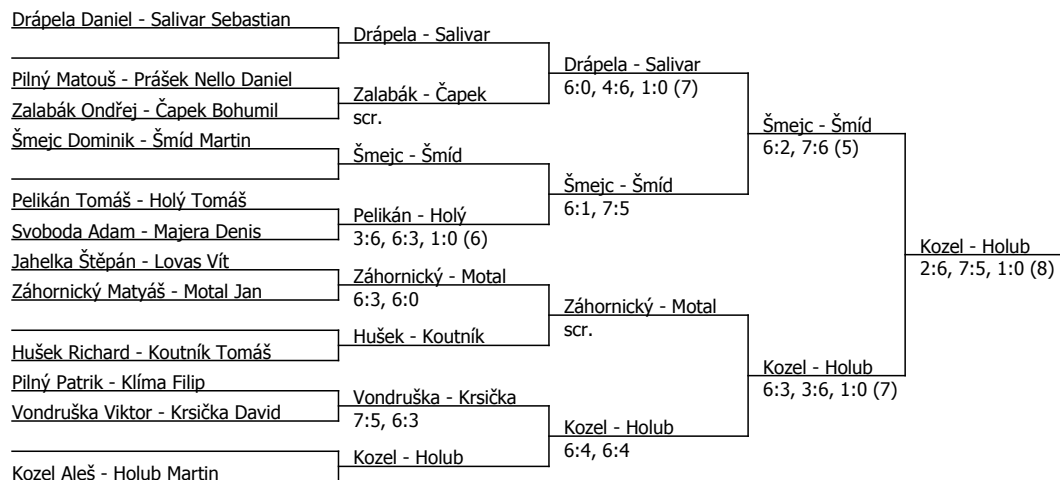 Drápela Daniel - Salivar Sebastian
Pilný Matouš - Prášek Nello Daniel
Zalabák Ondřej - Čapek Bohumil
Šmejc Dominik - Šmíd Martin
Pelikán Tomáš - Holý Tomáš
Svoboda Adam - Majera Denis
Jahelka Štěpán - Lovas Vít
Záhornický Matyáš - Motal Jan
Hušek Richard - Koutník Tomáš
Pilný Patrik - Klíma Filip
Vondruška Viktor - Krsička David
Kozel Aleš - Holub Martin
Drápela - Salivar
Zalabák - Čapek
scr.
Šmejc - Šmíd
Pelikán - Holý
3:6, 6:3, 1:0 (6)
Záhornický - Motal
6:3, 6:0
Hušek - Koutník
Vondruška - Krsička
7:5, 6:3
Kozel - Holub
Drápela - Salivar
6:0, 4:6, 1:0 (7)
Šmejc - Šmíd
6:1, 7:5
Záhornický - Motal
scr.
Kozel - Holub
6:4, 6:4
Šmejc - Šmíd
6:2, 7:6 (5)
Kozel - Holub
6:3, 3:6, 1:0 (7)
Kozel - Holub
2:6, 7:5, 1:0 (8)